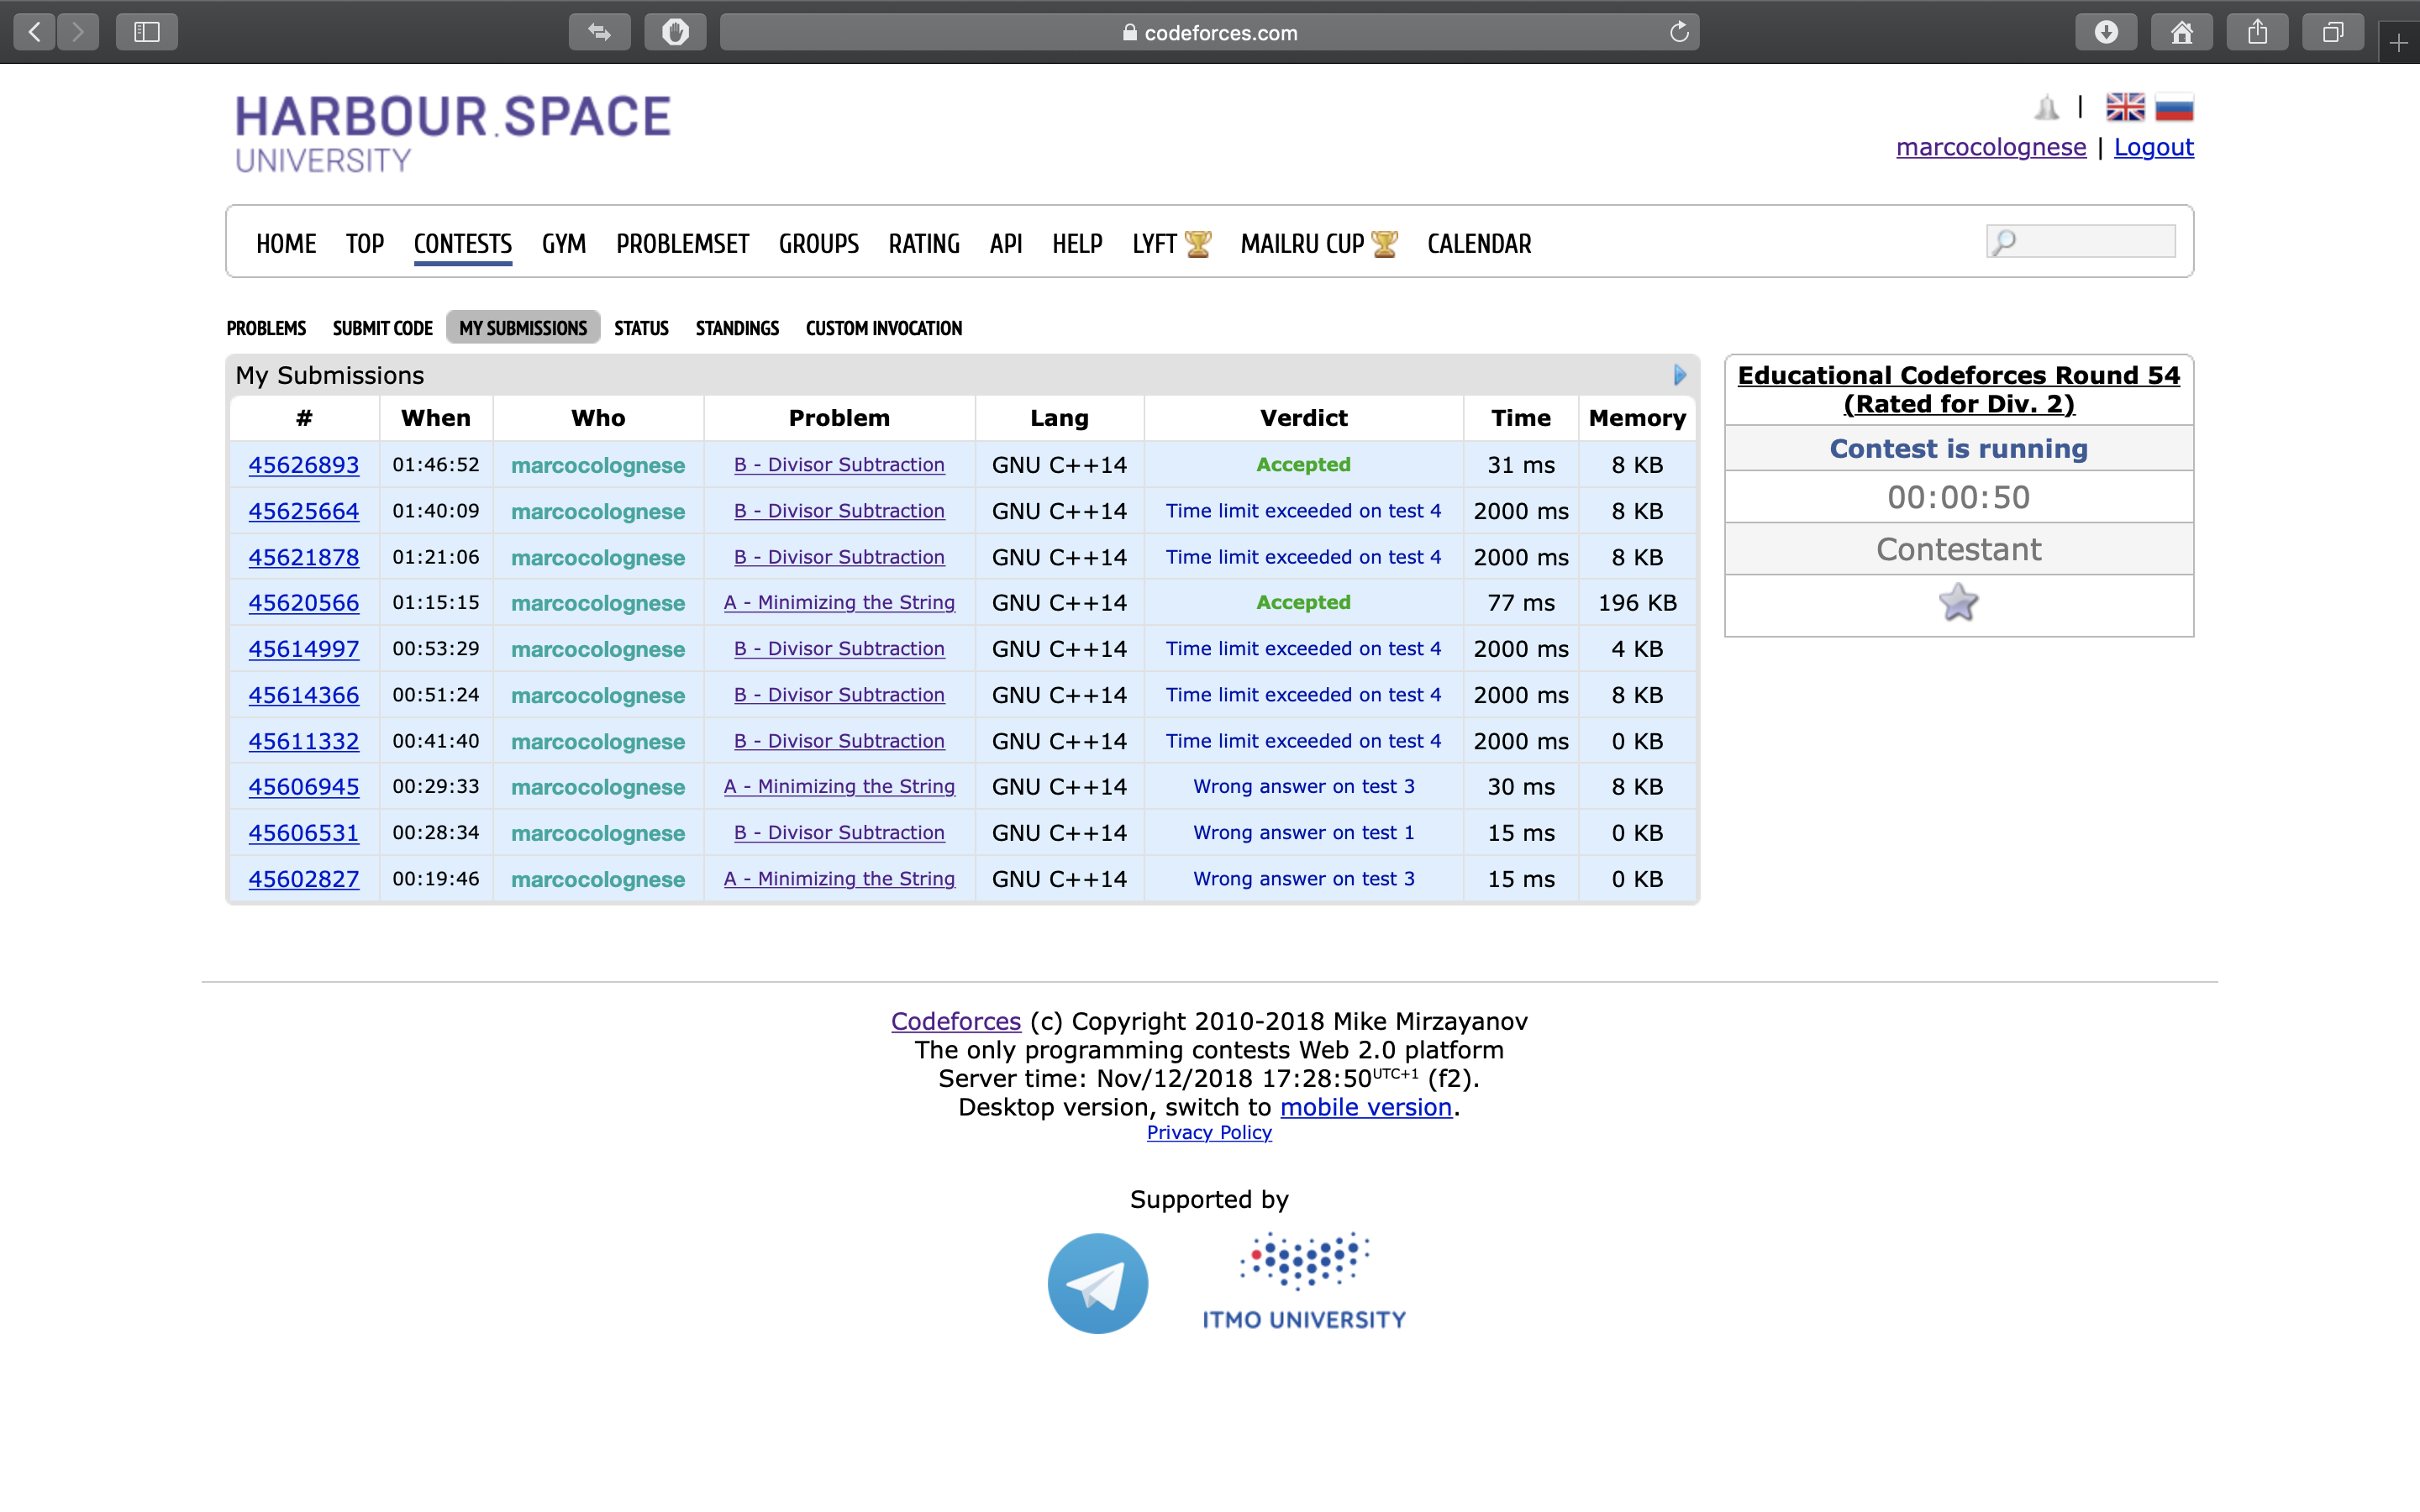 codeforces.com
HARBOUR.SPACE
UNIVERSITY
|
marcocolognese | Logout
HOME TOP CONTESTS GYM PROBLEMSET GROUPS RATING API HELP LYFT MAILRU CUP CALENDAR
PROBLEMS SUBMIT CODE MY SUBMISSIONS STATUS STANDINGS CUSTOM INVOCATION
My Submissions
# When Who Problem Lang Verdict Time Memory
45626893 01:46:52 marcocolognese B - Divisor Subtraction GNU C++14 Accepted 31 ms 8 KB
45625664 01:40:09 marcocolognese B - Divisor Subtraction GNU C++14 Time limit exceeded on test 4 2000 ms 8 KB
45621878 01:21:06 marcocolognese B - Divisor Subtraction GNU C++14 Time limit exceeded on test 4 2000 ms 8 KB
45620566 01:15:15 marcocolognese A - Minimizing the String GNU C++14 Accepted 77 ms 196 KB
45614997 00:53:29 marcocolognese B - Divisor Subtraction GNU C++14 Time limit exceeded on test 4 2000 ms 4 KB
45614366 00:51:24 marcocolognese B - Divisor Subtraction GNU C++14 Time limit exceeded on test 4 2000 ms 8 KB
45611332 00:41:40 marcocolognese B - Divisor Subtraction GNU C++14 Time limit exceeded on test 4 2000 ms 0 KB
45606945 00:29:33 marcocolognese A - Minimizing the String GNU C++14 Wrong answer on test 3 30 ms 8 KB
45606531 00:28:34 marcocolognese B - Divisor Subtraction GNU C++14 Wrong answer on test 1 15 ms 0 KB
45602827 00:19:46 marcocolognese A - Minimizing the String GNU C++14 Wrong answer on test 3 15 ms 0 KB
Educational Codeforces Round 54
(Rated for Div. 2)
Contest is running
00:00:50
Contestant
Codeforces (c) Copyright 2010-2018 Mike Mirzayanov
The only programming contests Web 2.0 platform
Server time: Nov/12/2018 17:28:50 UTC+1 (f2).
Desktop version, switch to mobile version.
Privacy Policy
Supported by
ITMO UNIVERSITY